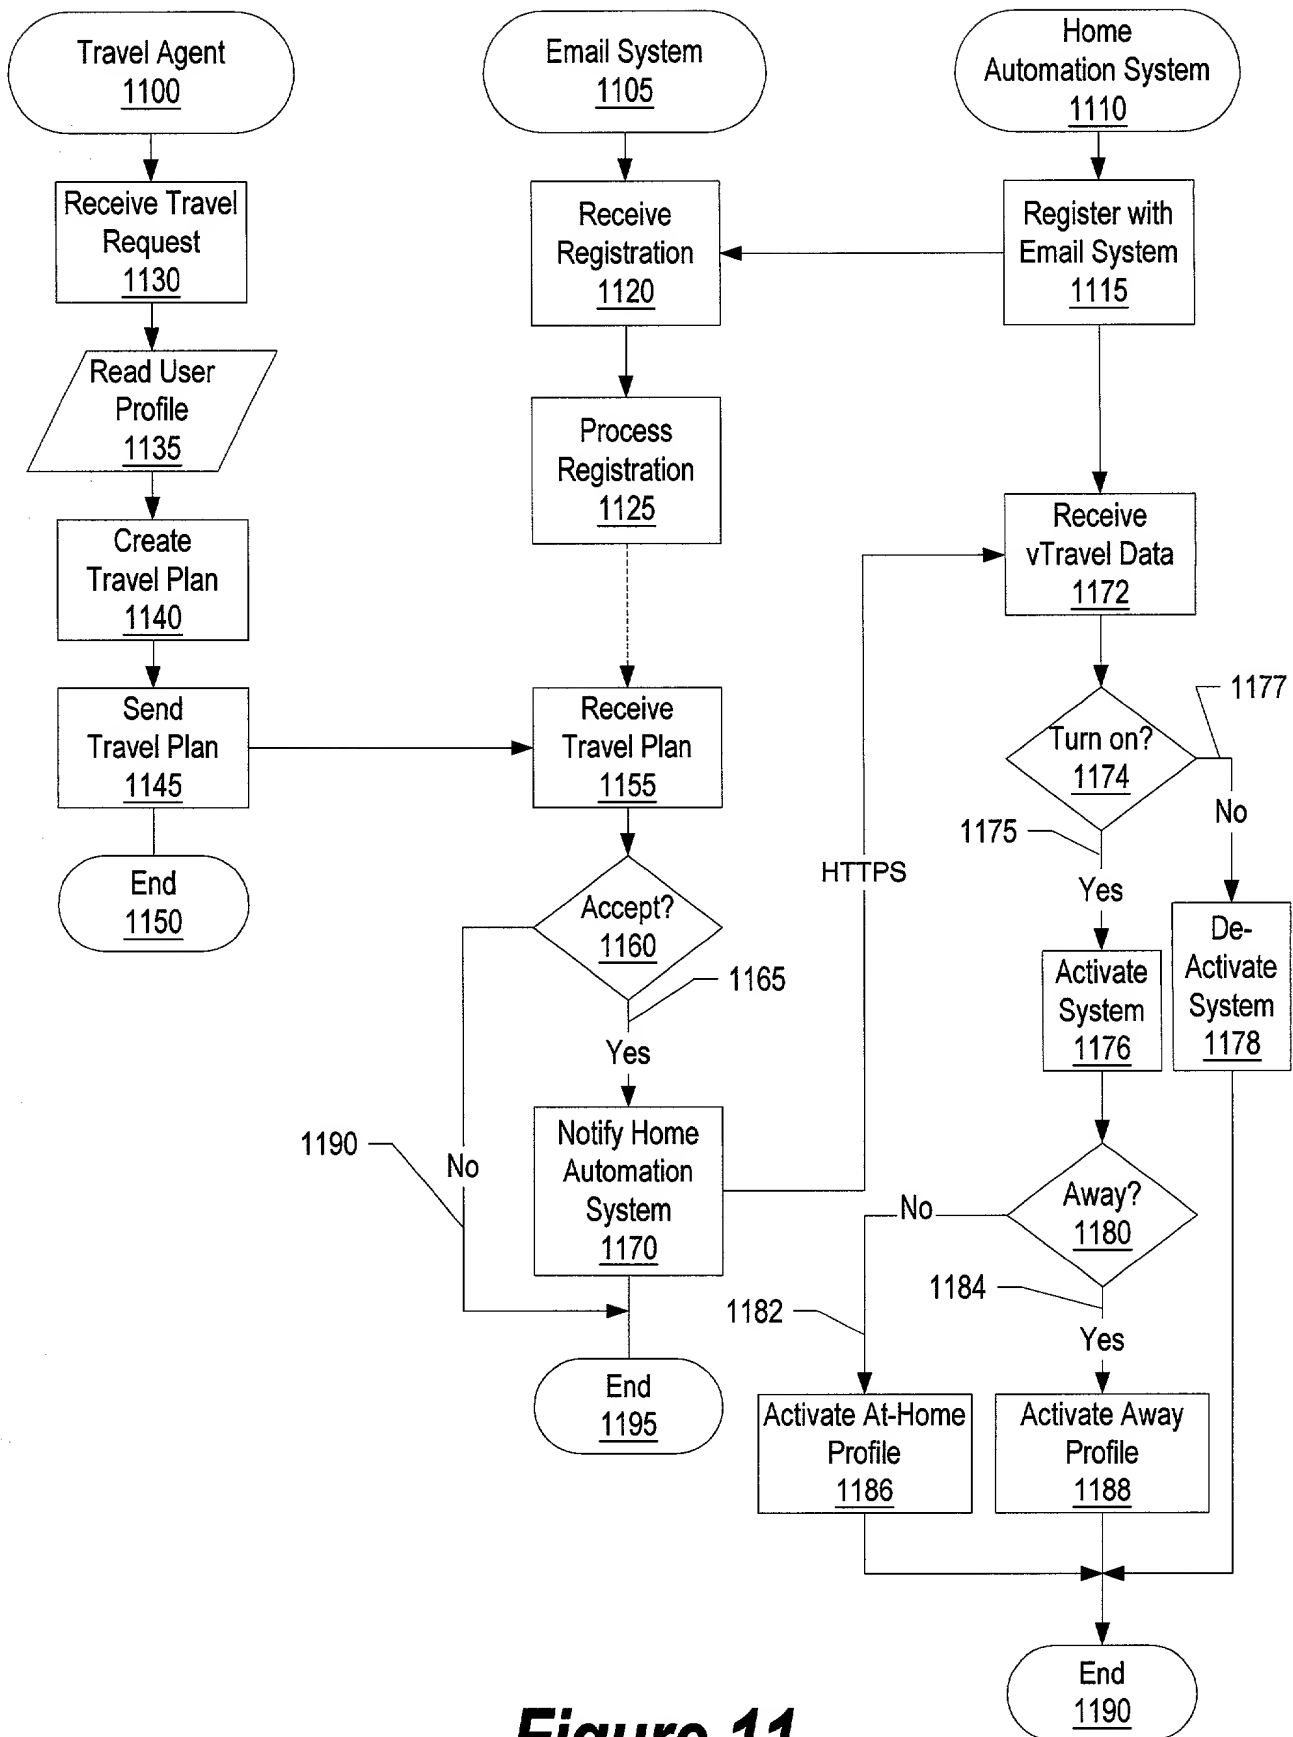 Travel Agent
1100
Receive Travel
Request
1130
Read User
Profile
1135
Create
Travel Plan
1140
Send
Travel Plan
1145
End
1150
Email System
1105
Receive
Registration
1120
Process
Registration
1125
Receive
Travel Plan
1155
Accept?
1160
1165
Yes
1190
No
Notify Home
Automation
System
1170
End
1195
HTTPS
Home
Automation System
1110
Register with
Email System
1115
Receive
vTravel Data
1172
Turn on?
1174
1177
No
1175
Yes
Activate
System
1176
De-
Activate
System
1178
Away?
1180
No
1182
1184
Yes
Activate At-Home
Profile
1186
Activate Away
Profile
1188
End
1190
Figure 11